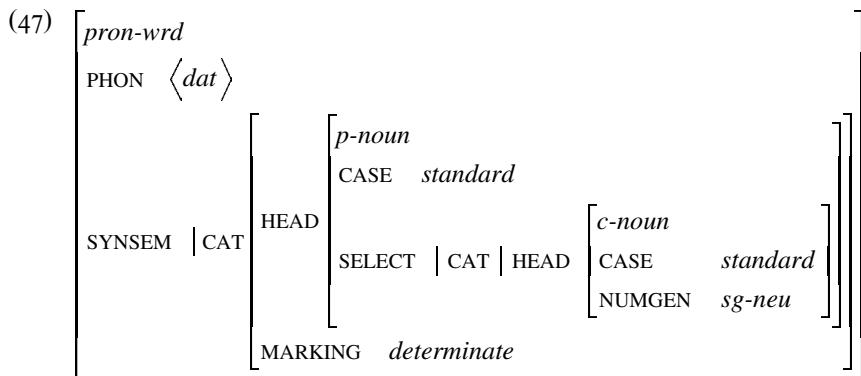 (47)
pron-wrd
PHON ⟨dat⟩
p-noun
CASE standard
SYNSEM | CAT HEAD SELECT | CAT | HEAD
c-noun
CASE standard
NUMGEN sg-neu
MARKING determinate